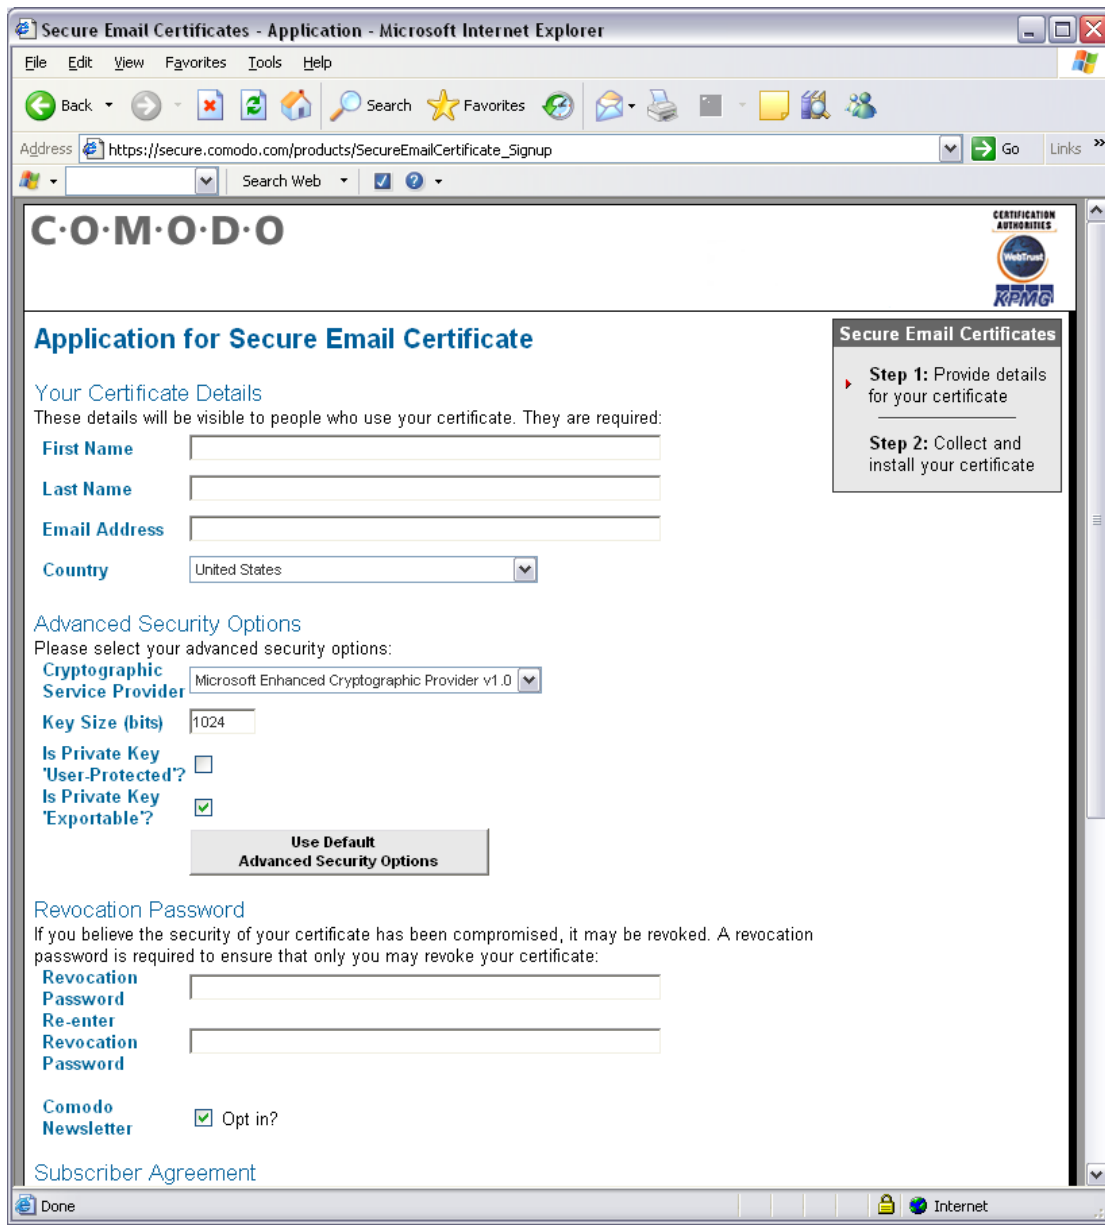 Secure Email Certificates - Application - Microsoft Internet Explorer
File Edit View Favorites Tools Help
Back Search Favorites
Address https://secure.comodo.com/products/SecureEmailCertificate_Signup Go Links »
Search Web
C·O·M·O·D·O
CERTIFICATION
AUTHORITIES
WebTrust
KPMG
Application for Secure Email Certificate
Secure Email Certificates
Step 1: Provide details
for your certificate
Step 2: Collect and
install your certificate
Your Certificate Details
These details will be visible to people who use your certificate. They are required:
First Name
Last Name
Email Address
Country United States
Advanced Security Options
Please select your advanced security options:
Cryptographic
Service Provider Microsoft Enhanced Cryptographic Provider v1.0
Key Size (bits) 1024
Is Private Key
'User-Protected'?
Is Private Key
'Exportable'?
Use Default
Advanced Security Options
Revocation Password
If you believe the security of your certificate has been compromised, it may be revoked. A revocation
password is required to ensure that only you may revoke your certificate:
Revocation
Password
Re-enter
Revocation
Password
Comodo
Newsletter Opt in?
Subscriber Agreement
Done Internet